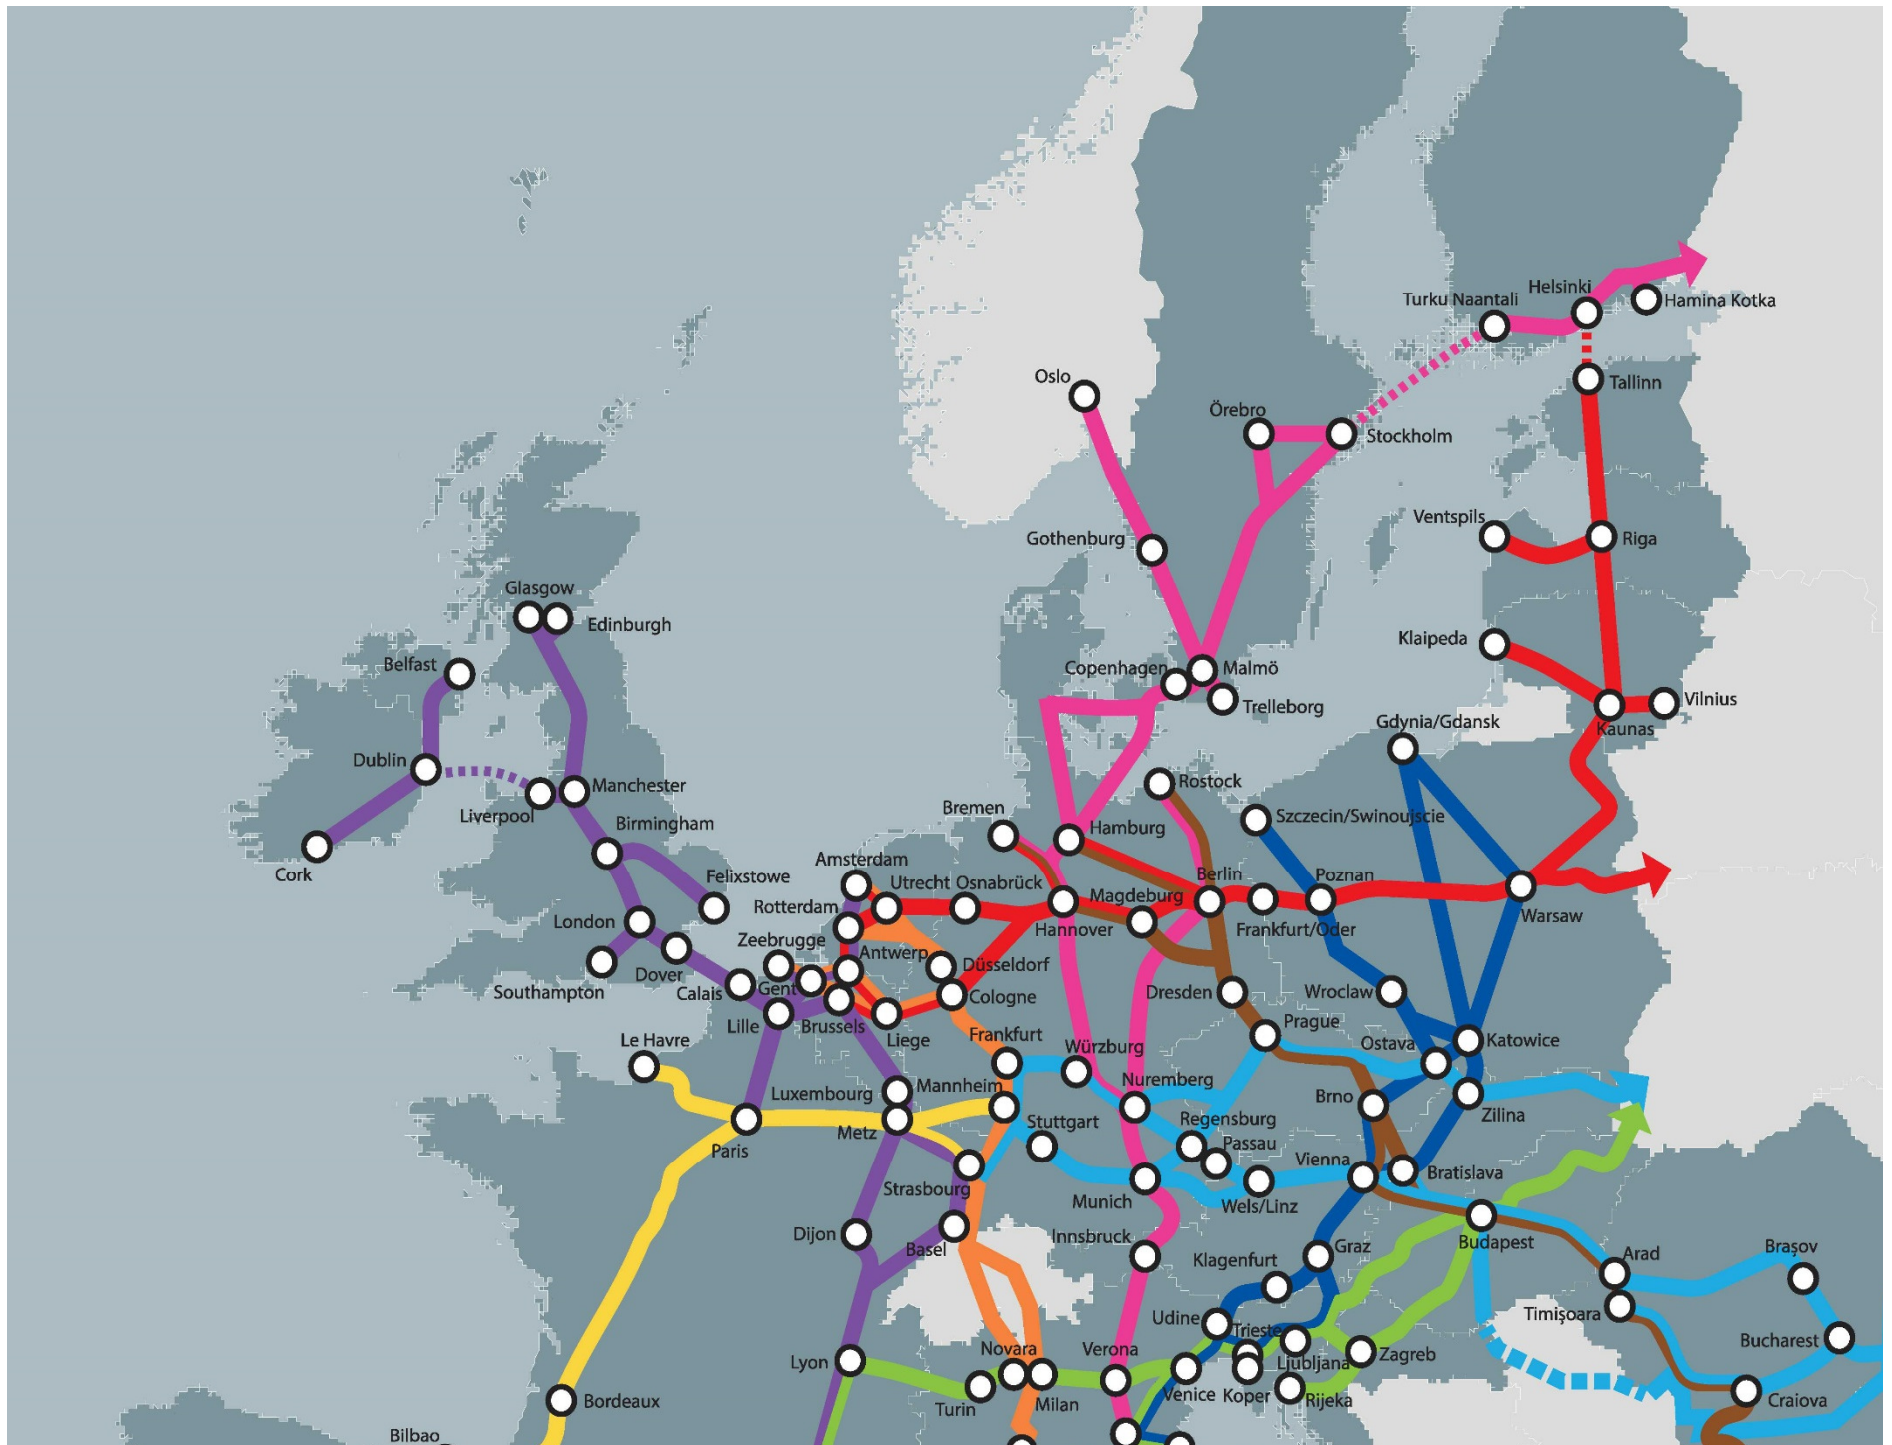 Helsinki
Turku Naantali
Hamina Kotka
Oslo
Tallinn
Örebro
Stockholm
Ventspils
Riga
Gothenburg
Glasgow
Edinburgh
Klaipeda
Belfast
Copenhagen
Malmö
Vilnius
Trelleborg
Gdynia/Gdansk
Kaunas
Dublin
Manchester
Rostock
Liverpool
Bremen
Szczecin/Swinoujscie
Birmingham
Hamburg
Cork
Amsterdam
Felixstowe
Utrecht
Osnabrück
Magdeburg
Berlin
Poznan
Rotterdam
London
Hannover
Frankfurt/Oder
Warsaw
Zeebrugge
Dover
Antwerp
Düsseldorf
Southampton
Calais
Gent
Cologne
Dresden
Wroclaw
Lille
Brussels
Liege
Prague
Le Havre
Frankfurt
Würzburg
Ostava
Katowice
Luxembourg
Mannheim
Nuremberg
Brno
Zilina
Metz
Stuttgart
Regensburg
Paris
Passau
Vienna
Bratislava
Strasbourg
Munich
Wels/Linz
Dijon
Basel
Innsbruck
Klagenfurt
Graz
Budapest
Arad
Braşov
Udine
Trieste
Timişoara
Bucharest
Lyon
Novara
Verona
Ljubljana
Zagreb
Turin
Milan
Venice
Koper
Rijeka
Craiova
Bordeaux
Bilbao